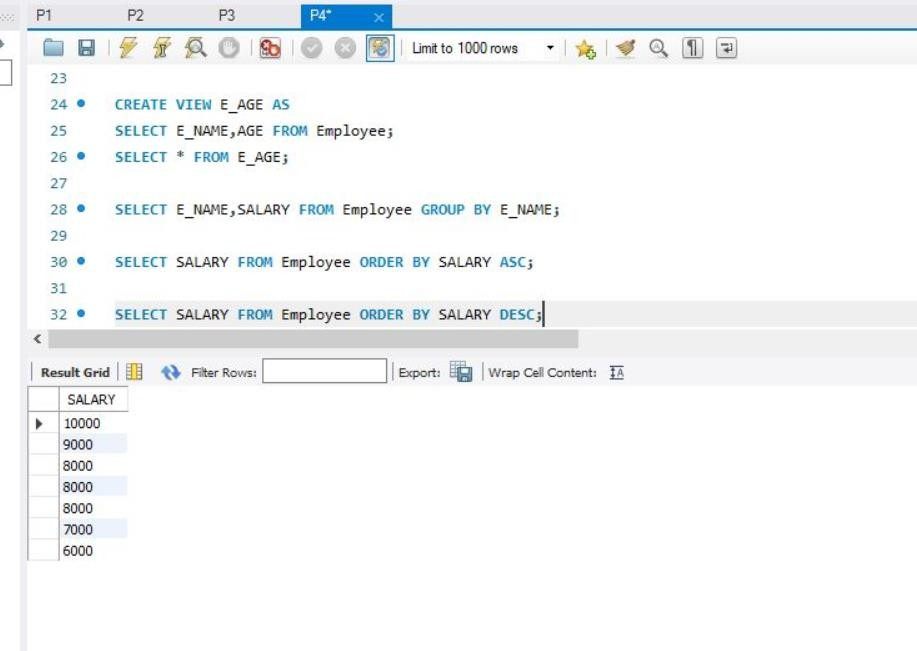 P1 P2 P3 P4*
Limit to 1000 rows
23
24 CREATE VIEW E_AGE AS
25 SELECT E_NAME,AGE FROM Employee;
26 SELECT * FROM E_AGE;
27
28 SELECT E_NAME,SALARY FROM Employee GROUP BY E_NAME;
29
30 SELECT SALARY FROM Employee ORDER BY SALARY ASC;
31
32 SELECT SALARY FROM Employee ORDER BY SALARY DESC;
Result Grid Filter Rows: Export: Wrap Cell Content: IA
SALARY
10000
9000
8000
8000
8000
7000
6000